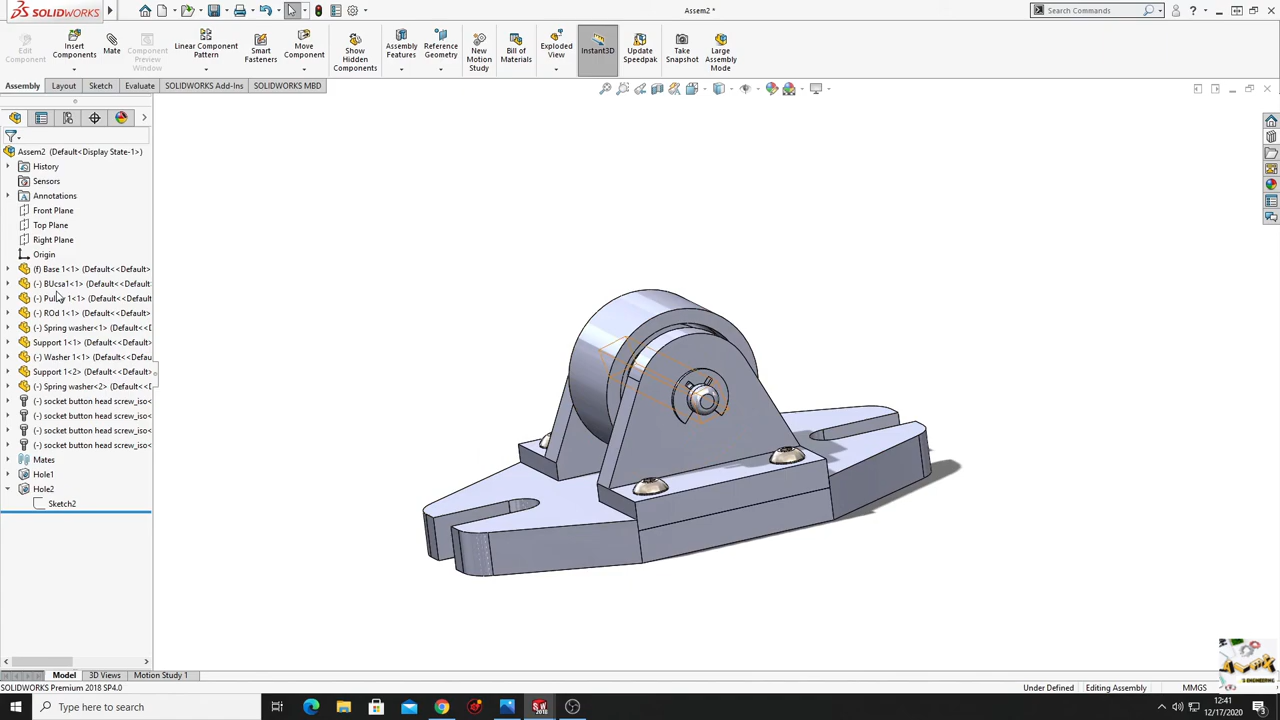 SOLIDWORKS
Assem2 *
Search Commands
Edit Component
Insert Components
Mate
Component Preview Window
Linear Component Pattern
Smart Fasteners
Move Component
Show Hidden Components
Assembly Features
Reference Geometry
New Motion Study
Bill of Materials
Exploded View
Instant3D
Update Speedpak
Take Snapshot
Large Assembly Mode
Assembly Layout Sketch Evaluate SOLIDWORKS Add-Ins SOLIDWORKS MBD
Assem2 (Default<Display State-1>)
History
Sensors
Annotations
Front Plane
Top Plane
Right Plane
Origin
(f) Base 1<1> (Default<<Default>
(-) BUcsa1<1> (Default<<Default
1<1> (Default<<Default
(-) ROd 1<1> (Default<<Default>
(-) Spring washer<1> (Default<<D
Support 1<1> (Default<<Default>
(-) Washer 1<1> (Default<<Defau
Support 1<2> (Default<<Default>
(-) Spring washer<2> (Default<<D
(-) socket button head screw_iso<
(-) socket button head screw_iso<
(-) socket button head screw_iso<
(-) socket button head screw_iso<
Mates
Hole1
Hole2
Sketch2
Model 3D Views Motion Study 1
SOLIDWORKS Premium 2018 SP4.0
Under Defined Editing Assembly MMGS
Type here to search
12:41
12/17/2020